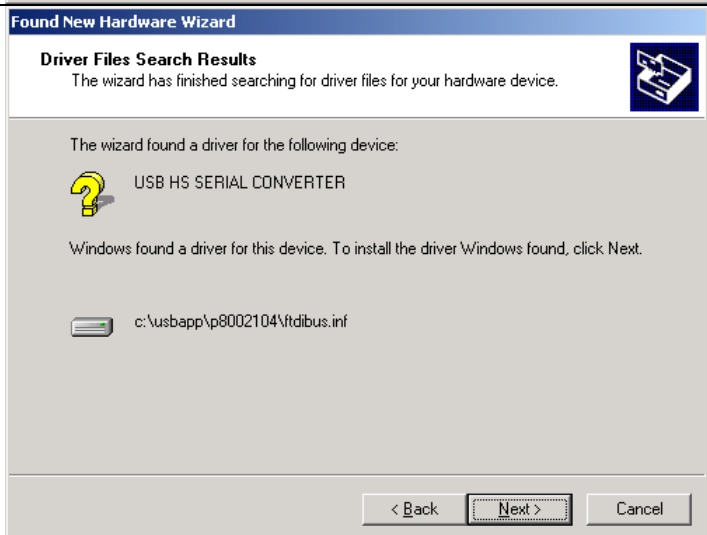 Found New Hardware Wizard
Driver Files Search Results
The wizard has finished searching for driver files for your hardware device.
The wizard found a driver for the following device:
USB HS SERIAL CONVERTER
Windows found a driver for this device. To install the driver Windows found, click Next.
c:\usbapp\p8002104\ftdibus.inf
< Back Next > Cancel